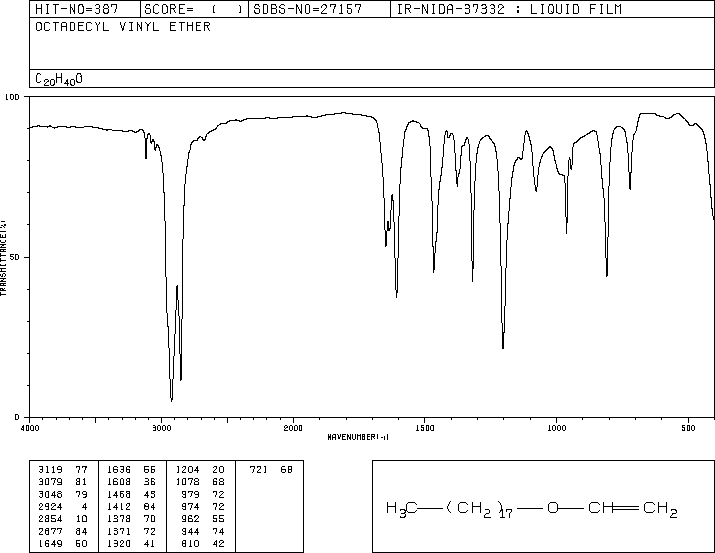 HIT-NO=387 SCORE= ( ) SDBS-NO=27157 IR-NIDA-37332 : LIQUID FILM
OCTADECYL VINYL ETHER
C20H40O
100
50
0
TRANSMITTANCE(%)
4000 3000 2000 1500 1000 500
WAVENUMBER(-1)
3119 77 1636 55 1204 20 721 68
3079 81 1608 36 1078 68
3048 79 1468 45 979 72
2924 4 1412 84 974 72
2854 10 1378 70 962 55
2677 84 1371 72 944 74
1649 50 1320 41 810 42
H3C—(CH2)17—O—CH=CH2